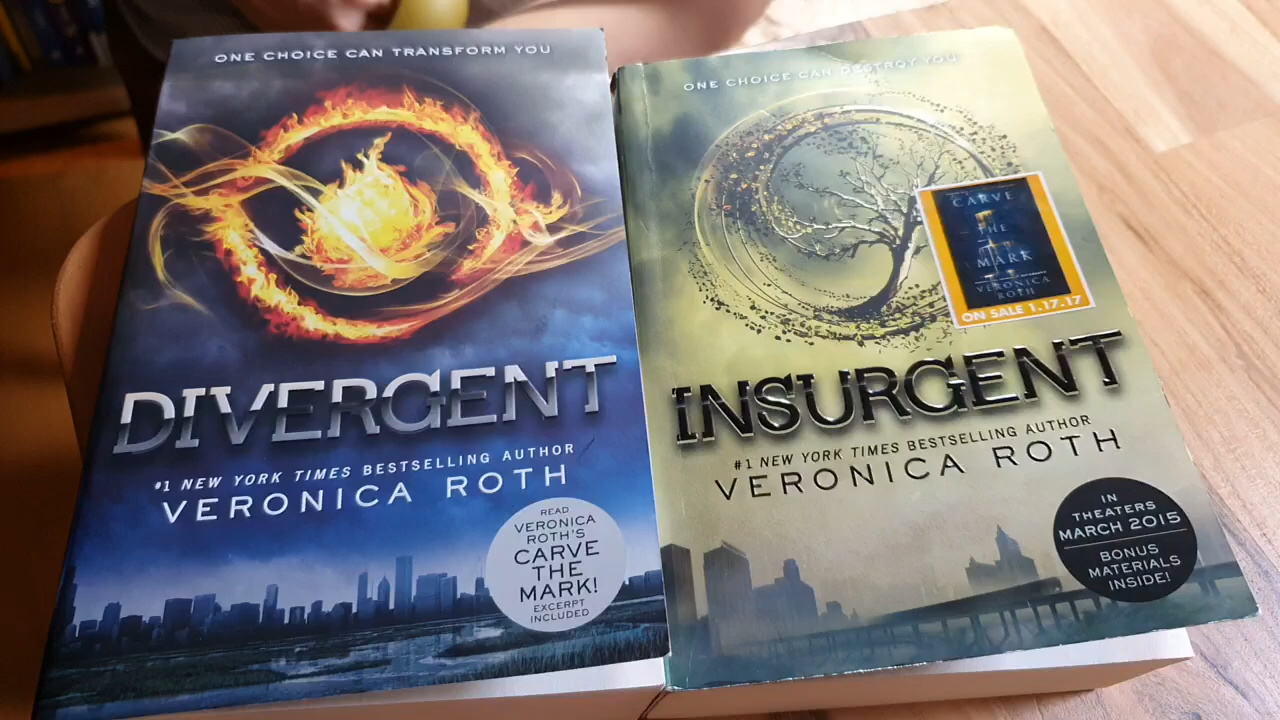 ONE CHOICE CAN TRANSFORM YOU
DIVERGENT
#1 NEW YORK TIMES BESTSELLING AUTHOR
VERONICA ROTH
READ
VERONICA
ROTH'S
CARVE
THE
MARK!
EXCERPT
INCLUDED
ONE CHOICE CAN DESTROY YOU
CARVE
THE
MARK
VERONICA
ROTH
ON SALE 1.17.17
INSURGENT
#1 NEW YORK TIMES BESTSELLING AUTHOR
VERONICA ROTH
IN
THEATERS
MARCH 2015
BONUS
MATERIALS
INSIDE!